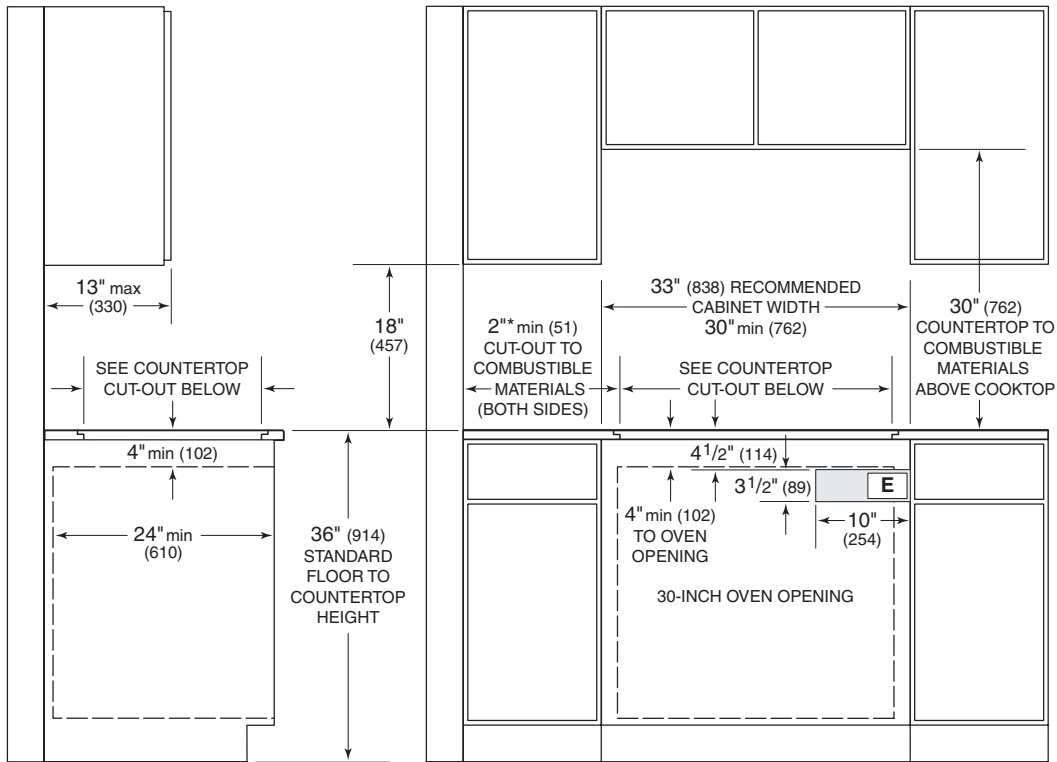 13" max
(330)
SEE COUNTERTOP
CUT-OUT BELOW
4" min (102)
24" min
(610)
18"
(457)
36" (914)
STANDARD
FLOOR TO
COUNTERTOP
HEIGHT
2"* min (51)
CUT-OUT TO
COMBUSTIBLE
MATERIALS
(BOTH SIDES)
33" (838) RECOMMENDED
CABINET WIDTH
30" min (762)
SEE COUNTERTOP
CUT-OUT BELOW
30" (762)
COUNTERTOP TO
COMBUSTIBLE
MATERIALS
ABOVE COOKTOP
4 1/2" (114)
3 1/2" (89)
E
4" min (102)
TO OVEN
OPENING
10"
(254)
30-INCH OVEN OPENING